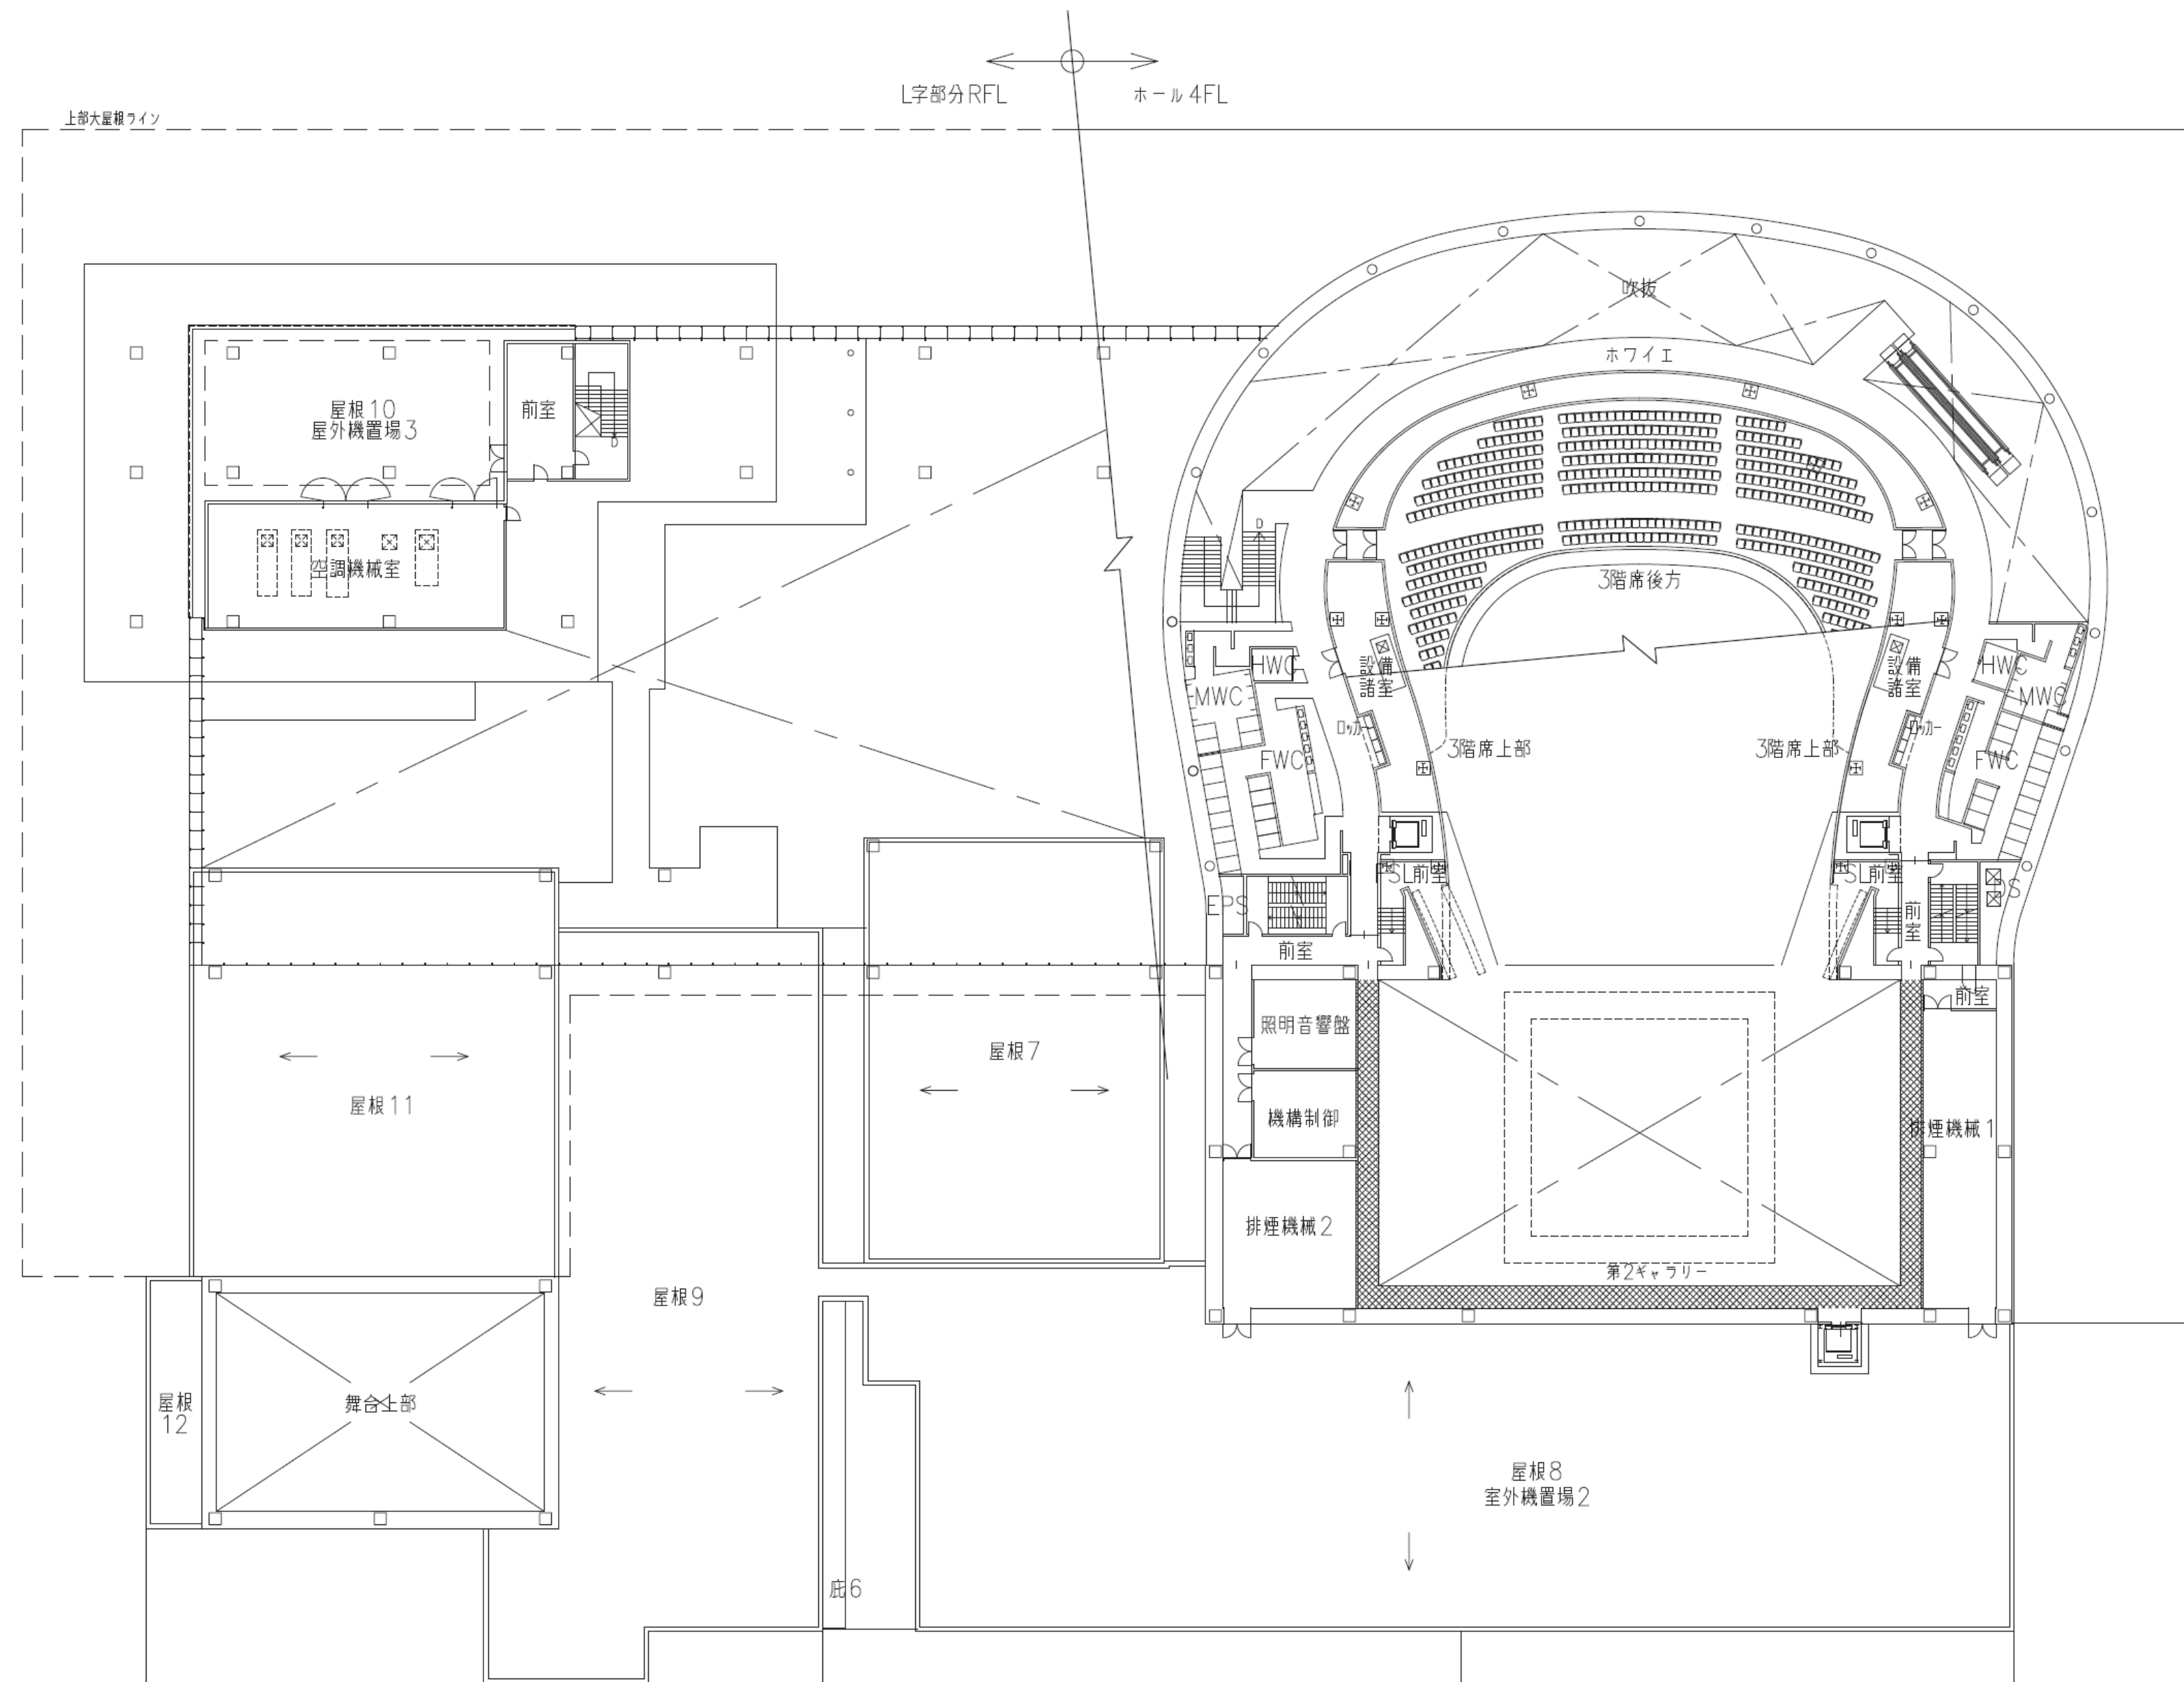 L字部分RFL
ホール4FL
上部大屋根ライン
吹抜
ホワイエ
屋根10
屋外機置場3
前室
D
空調機械室
D
3階席後方
HWC
MWC
FWC
設備
諸室
ロッカー
3階席上部
設備
諸室
ロッカー
3階席上部
HWC
MWC
FWC
PSL前室
SL前室
EPS
前室
前
室
DS
前室
照明音響盤
機構制御
排煙機械2
排煙機械1
第2ギャラリー
屋根7
屋根11
屋根9
屋根
12
舞台上部
庇6
屋根8
室外機置場2